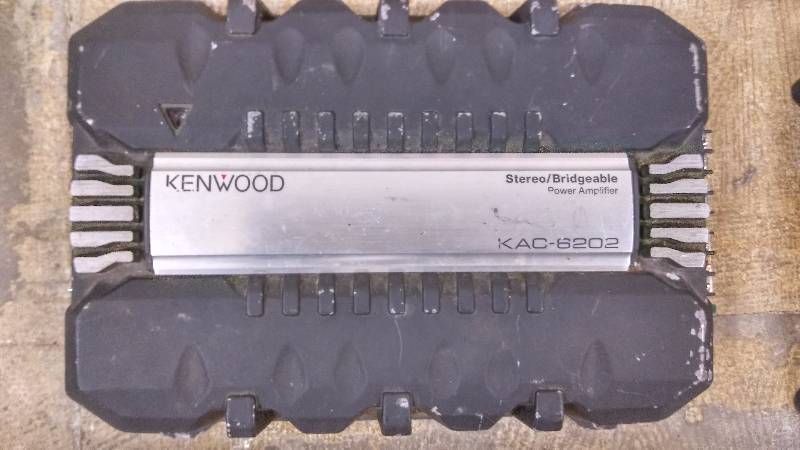 KENWOOD
Stereo/Bridgeable
Power Amplifier
KAC-6202